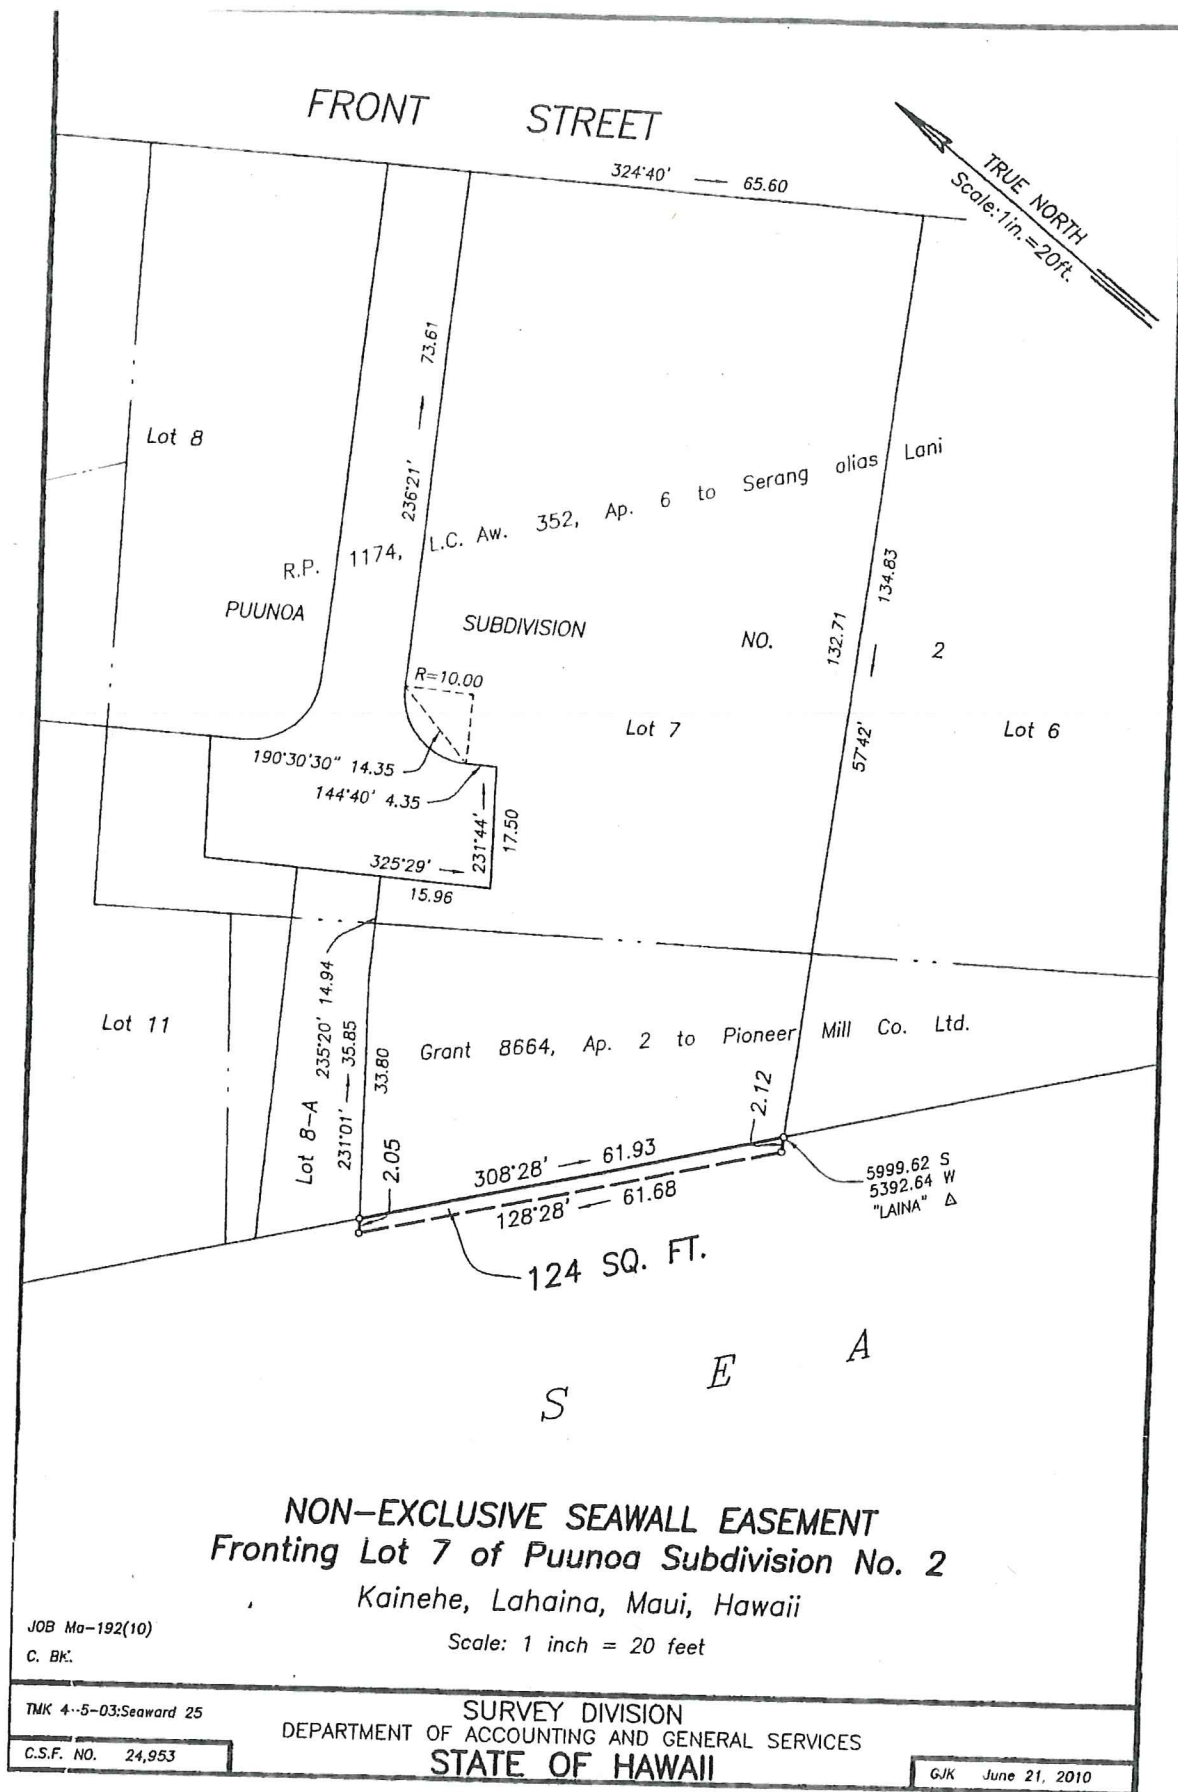 FRONT STREET
324°40' 65.60
TRUE NORTH
Scale: 1in.=20ft.
236°21' 73.61
Lot 8
R.P. 1174, L.C. Aw. 352, Ap. 6 to Serang alias Lani
PUUNOA SUBDIVISION NO. 2
132.71
134.83
57°42'
R=10.00
Lot 7
Lot 6
190°30'30" 14.35
144°40' 4.35
231°44'
17.50
325°29'
15.96
Lot 11
Lot 8-A
235°20' 14.94
231°01' 35.85
33.80
Grant 8664, Ap. 2 to Pioneer Mill Co. Ltd.
2.05
2.12
308°28' 61.93
128°28' 61.68
5999.62 S
5392.64 W
"LAINA" △
124 SQ. FT.
S E A
NON-EXCLUSIVE SEAWALL EASEMENT
Fronting Lot 7 of Puunoa Subdivision No. 2
Kainehe, Lahaina, Maui, Hawaii
Scale: 1 inch = 20 feet
JOB Ma-192(10)
C. BK.
TMK 4-5-03:Seaward 25
SURVEY DIVISION
DEPARTMENT OF ACCOUNTING AND GENERAL SERVICES
STATE OF HAWAII
C.S.F. NO. 24,953
GJK June 21, 2010